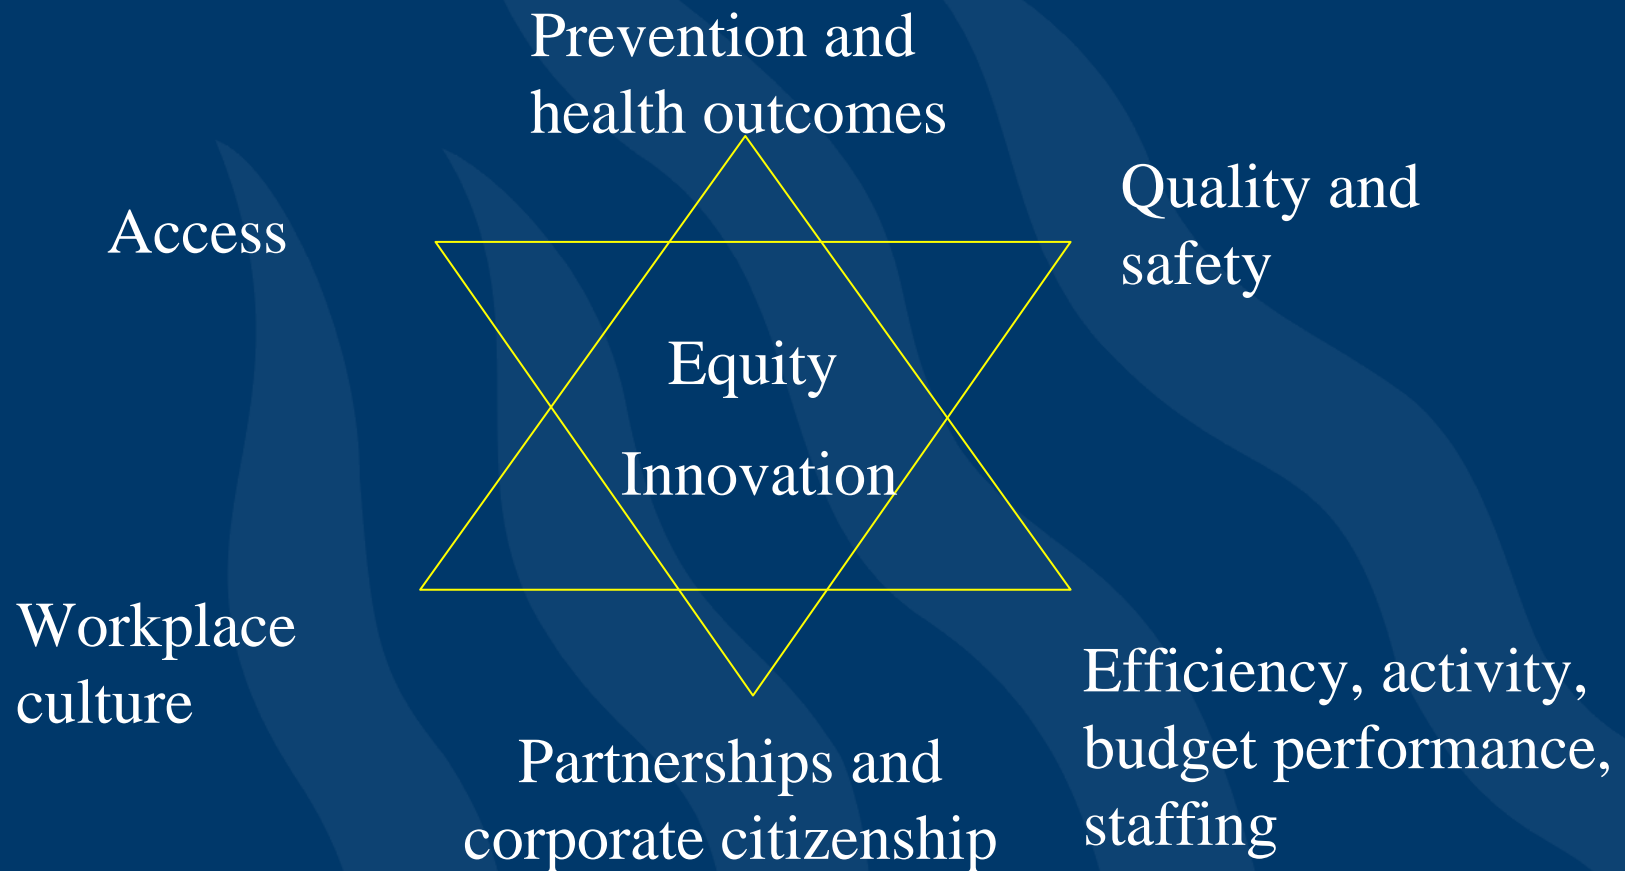 Prevention and
health outcomes
Access
Quality and
safety
Equity
Innovation
Workplace
culture
Efficiency, activity,
budget performance,
staffing
Partnerships and
corporate citizenship